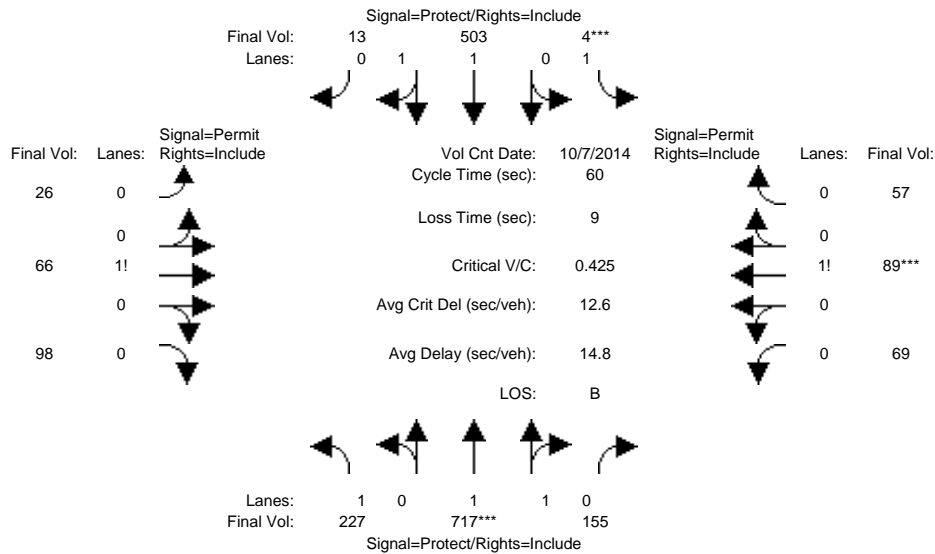 Signal=Protect/Rights=Include
Final Vol: 13 503 4***
Lanes: 0 1 1 0 1
Signal=Permit Signal=Permit
Final Vol: Lanes: Rights=Include Vol Cnt Date: 10/7/2014 Rights=Include Lanes: Final Vol:
Cycle Time (sec): 60
26 0 0 57
Loss Time (sec): 9
0 0
66 1! Critical V/C: 0.425 1! 89***
0 Avg Crit Del (sec/veh): 12.6 0
98 0 Avg Delay (sec/veh): 14.8 0 69
LOS: B
Lanes: 1 0 1 1 0
Final Vol: 227 717*** 155
Signal=Protect/Rights=Include